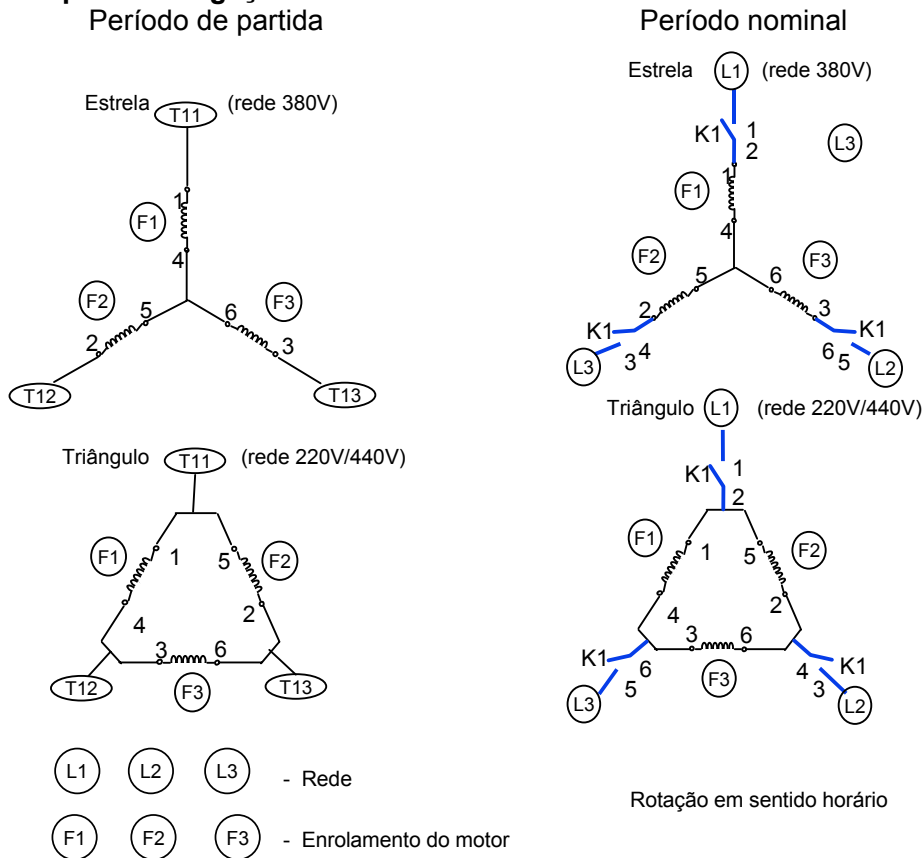 Período de partida
Período nominal
Estrela T11 (rede 380V)
1
F1
4
F2 5 6 F3
2 3
T12 T13
Triângulo T11 (rede 220V/440V)
F1 1 5 F2
4 2
3 6
T12 F3 T13
Estrela L1 (rede 380V)
K1 1
2
L3
1
F1
4
F2 5 6 F3
2 3
K1 K1
L3 3 4 6 5 L2
Triângulo L1 (rede 220V/440V)
K1 1
2
F1 1 5 F2
4 2
3 6
K1 6 4 K1
L3 5 F3 3 L2
L1 L2 L3 - Rede
F1 F2 F3 - Enrolamento do motor
Rotação em sentido horário